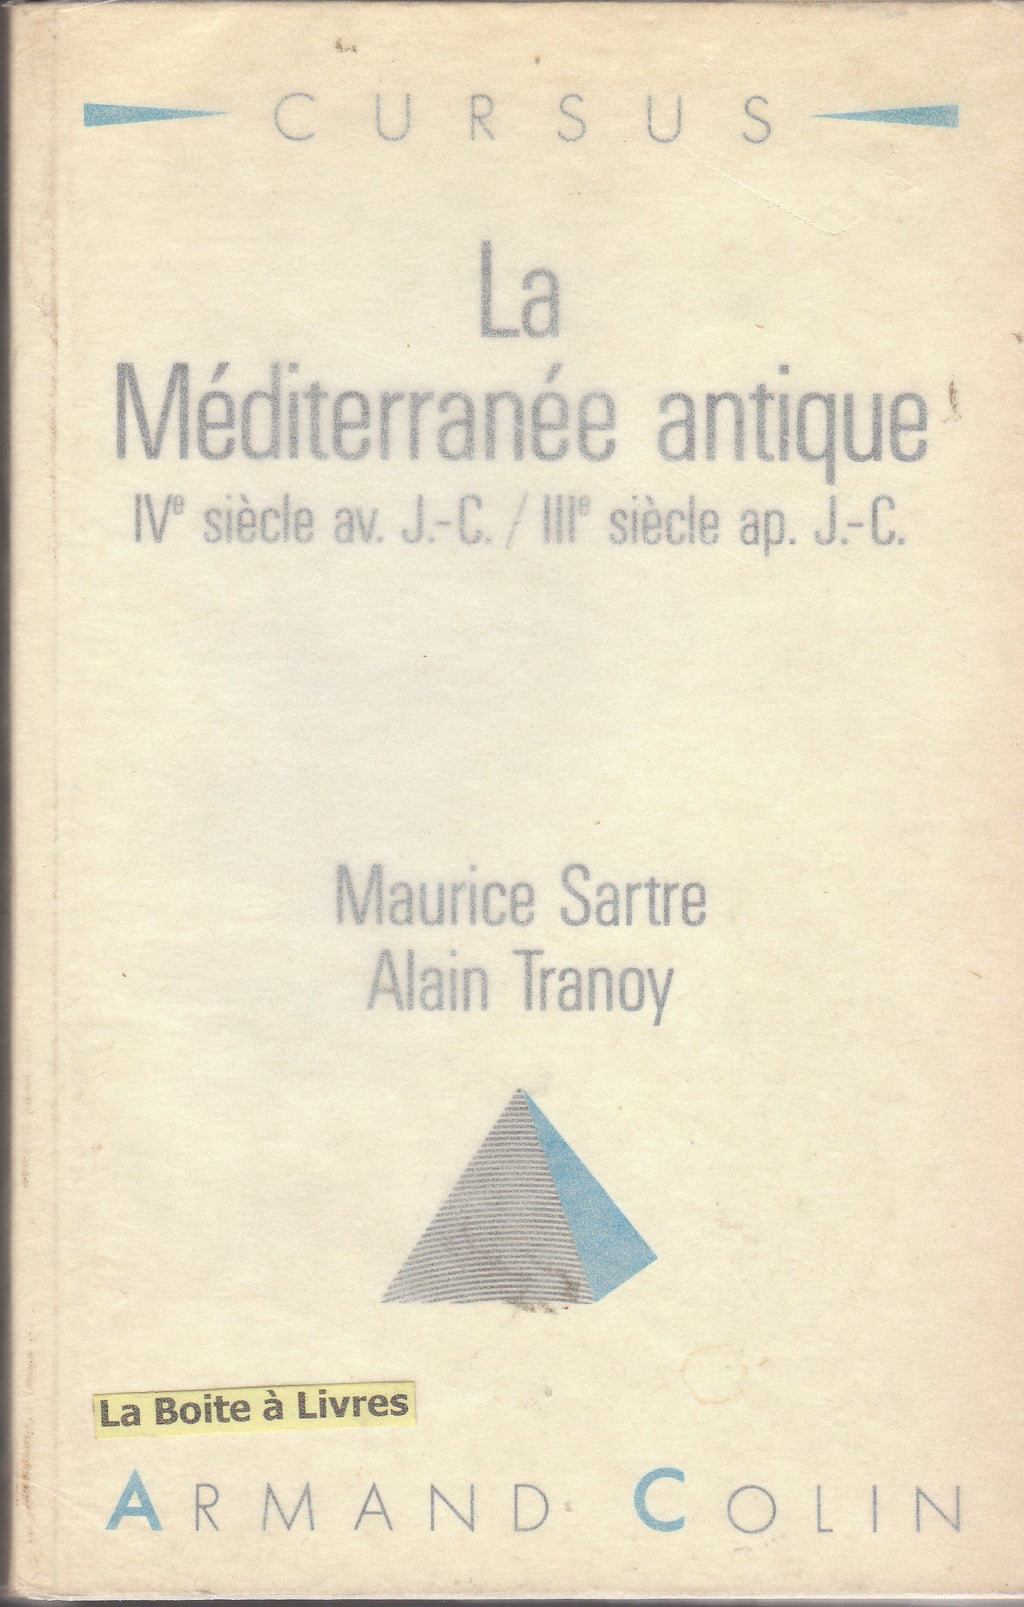 CURSUS
La
Méditerranée antique
IVe siècle av. J.-C. / IIIe siècle ap. J.-C.
Maurice Sartre
Alain Tranoy
La Boite à Livres
ARMAND COLIN